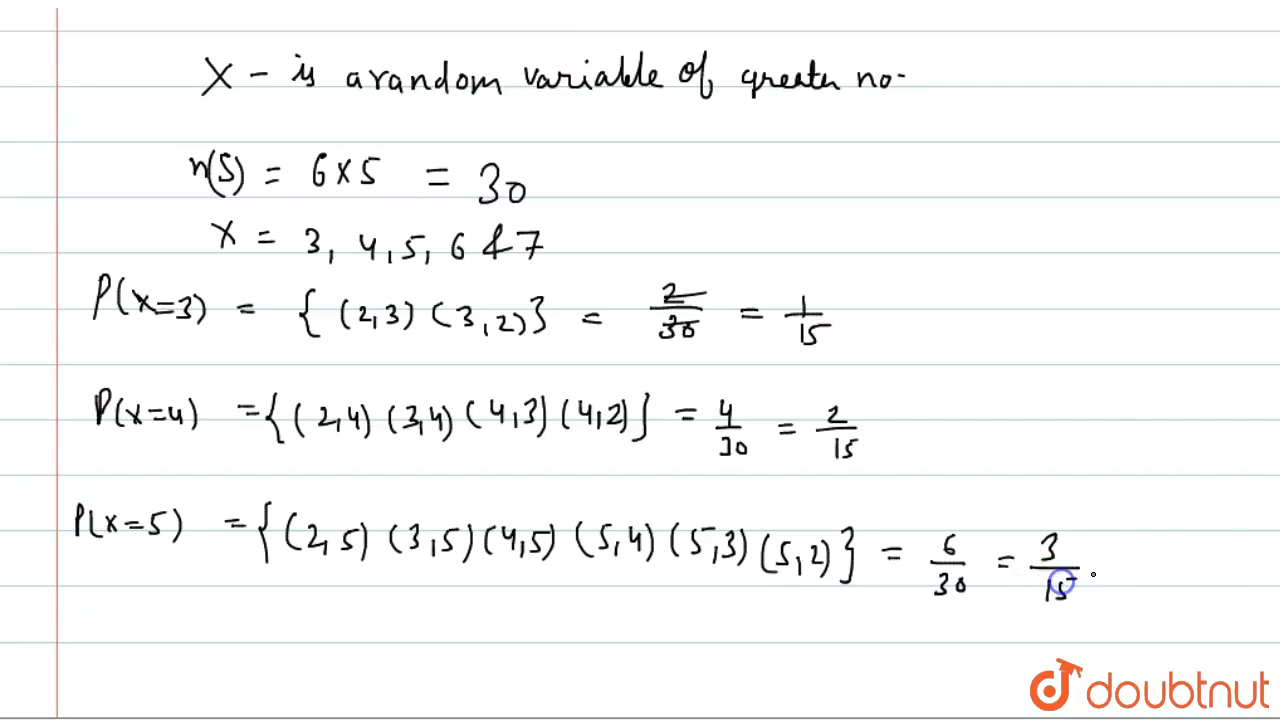 X - is a random variable of greater no.
n(S) = 6 x 5 = 30
X = 3, 4, 5, 6 & 7
P(X=3) = { (2,3) (3,2) } = 2/30 = 1/15
P(X=4) = { (2,4) (3,4) (4,3) (4,2) } = 4/30 = 2/15
P(X=5) = { (2,5) (3,5) (4,5) (5,4) (5,3) (5,2) } = 6/30 = 3/15
doubtnut